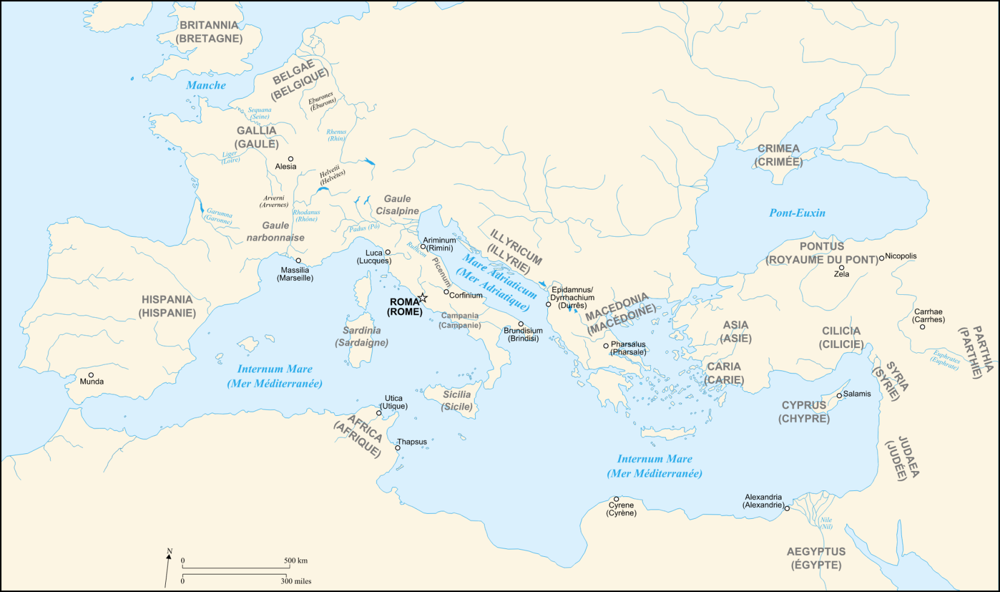 BRITANNIA
(BRETAGNE)
BELGAE
(BELGIQUE)
Manche
Eburones
(Éburons)
Sequana
(Seine)
GALLIA
(GAULE)
Rhenus
(Rhin)
Liger
(Loire)
Alesia
Helvetii
(Helvètes)
Arverni
(Arvernes)
Garumna
(Garonne)
Rhodanus
(Rhône)
Gaule
narbonnaise
Gaule
Cisalpine
Padus (Pô)
CRIMEA
(CRIMÉE)
Pont-Euxin
Ariminum
(Rimini)
Rubicon
Luca
(Lucques)
Massilia
(Marseille)
Picenum
ILLYRICUM
(ILLYRIE)
Mare Adriaticum
(Mer Adriatique)
PONTUS
(ROYAUME DU PONT)
Nicopolis
Zela
HISPANIA
(HISPANIE)
ROMA
(ROME)
Corfinium
Campania
(Campanie)
Epidamnus/
Dyrrhachium
(Durrês)
MACEDONIA
(MACÉDOINE)
Brundisium
(Brindisi)
Sardinia
(Sardaigne)
Pharsalus
(Pharsale)
ASIA
(ASIE)
CILICIA
(CILICIE)
Carrhae
(Carrhes)
PARTHIA
(PARTHIE)
Euphrates
(Euphrate)
CARIA
(CARIE)
SYRIA
(SYRIE)
Munda
Internum Mare
(Mer Méditerranée)
Utica
(Utique)
Sicilia
(Sicile)
Salamis
CYPRUS
(CHYPRE)
AFRICA
(AFRIQUE)
Thapsus
JUDAEA
(JUDÉE)
Internum Mare
(Mer Méditerranée)
Cyrene
(Cyrène)
Alexandria
(Alexandrie)
Nile
(Nil)
AEGYPTUS
(ÉGYPTE)
N
0 500 km
0 300 miles